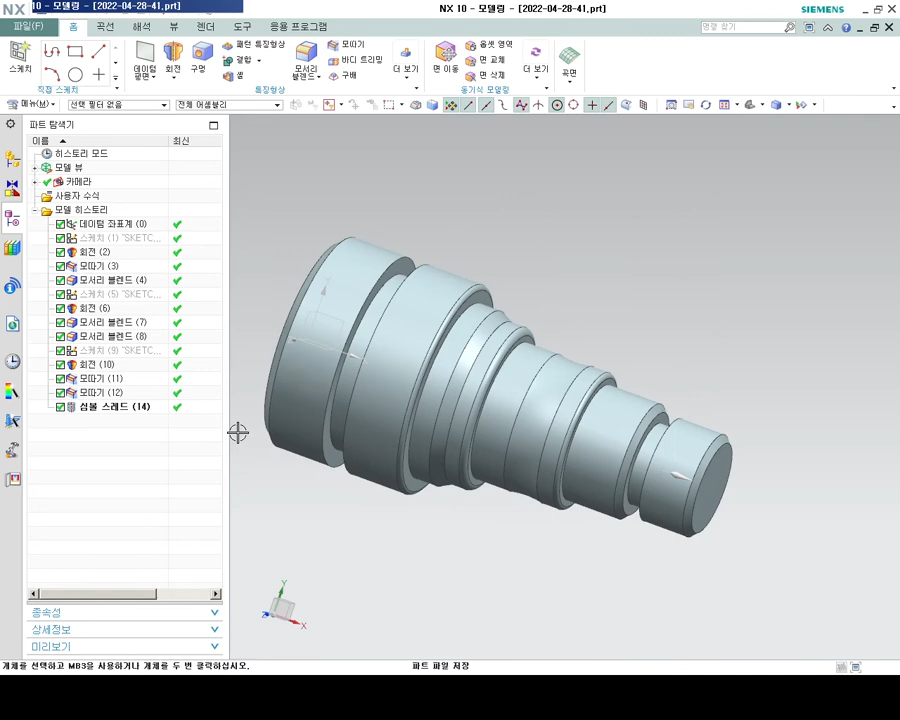 NX 10 - 모델링 - [2022-04-28-41.prt]
NX 10 - 모델링 - [2022-04-28-41.prt]
SIEMENS
파일(F) 홈 곡선 해석 뷰 렌더 도구 응용 프로그램
명령 찾기
스케치
직접 스케치
데이텀 평면
회전
구멍
패턴 특징형상
결합
쉘
모서리 블렌드
모따기
바디 트리밍
구배
더 보기
특징형상
면 이동
옵셋 영역
면 교체
면 삭제
더 보기
동기식 모델링
곡면
메뉴(M)
선택 필터 없음
전체 어셈블리
파트 탐색기
이름 최신
히스토리 모드
모델 뷰
카메라
사용자 수식
모델 히스토리
데이텀 좌표계 (0)
스케치 (1) "SKETC...
회전 (2)
모따기 (3)
모서리 블렌드 (4)
스케치 (5) "SKETC...
회전 (6)
모서리 블렌드 (7)
모서리 블렌드 (8)
스케치 (9) "SKETC...
회전 (10)
모따기 (11)
모따기 (12)
심볼 스레드 (14)
종속성
상세정보
미리보기
Y
Z
X
개체를 선택하고 MB3을 사용하거나 개체를 두 번 클릭하십시오.
파트 파일 저장